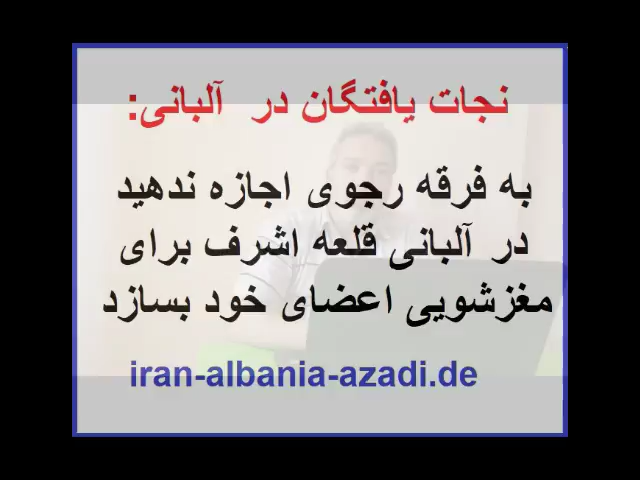 نجات یافتگان در آلبانی:
به فرقه رجوی اجازه ندهید
در آلبانی قلعه اشرف برای
مغزشویی اعضای خود بسازد
iran-albania-azadi.de